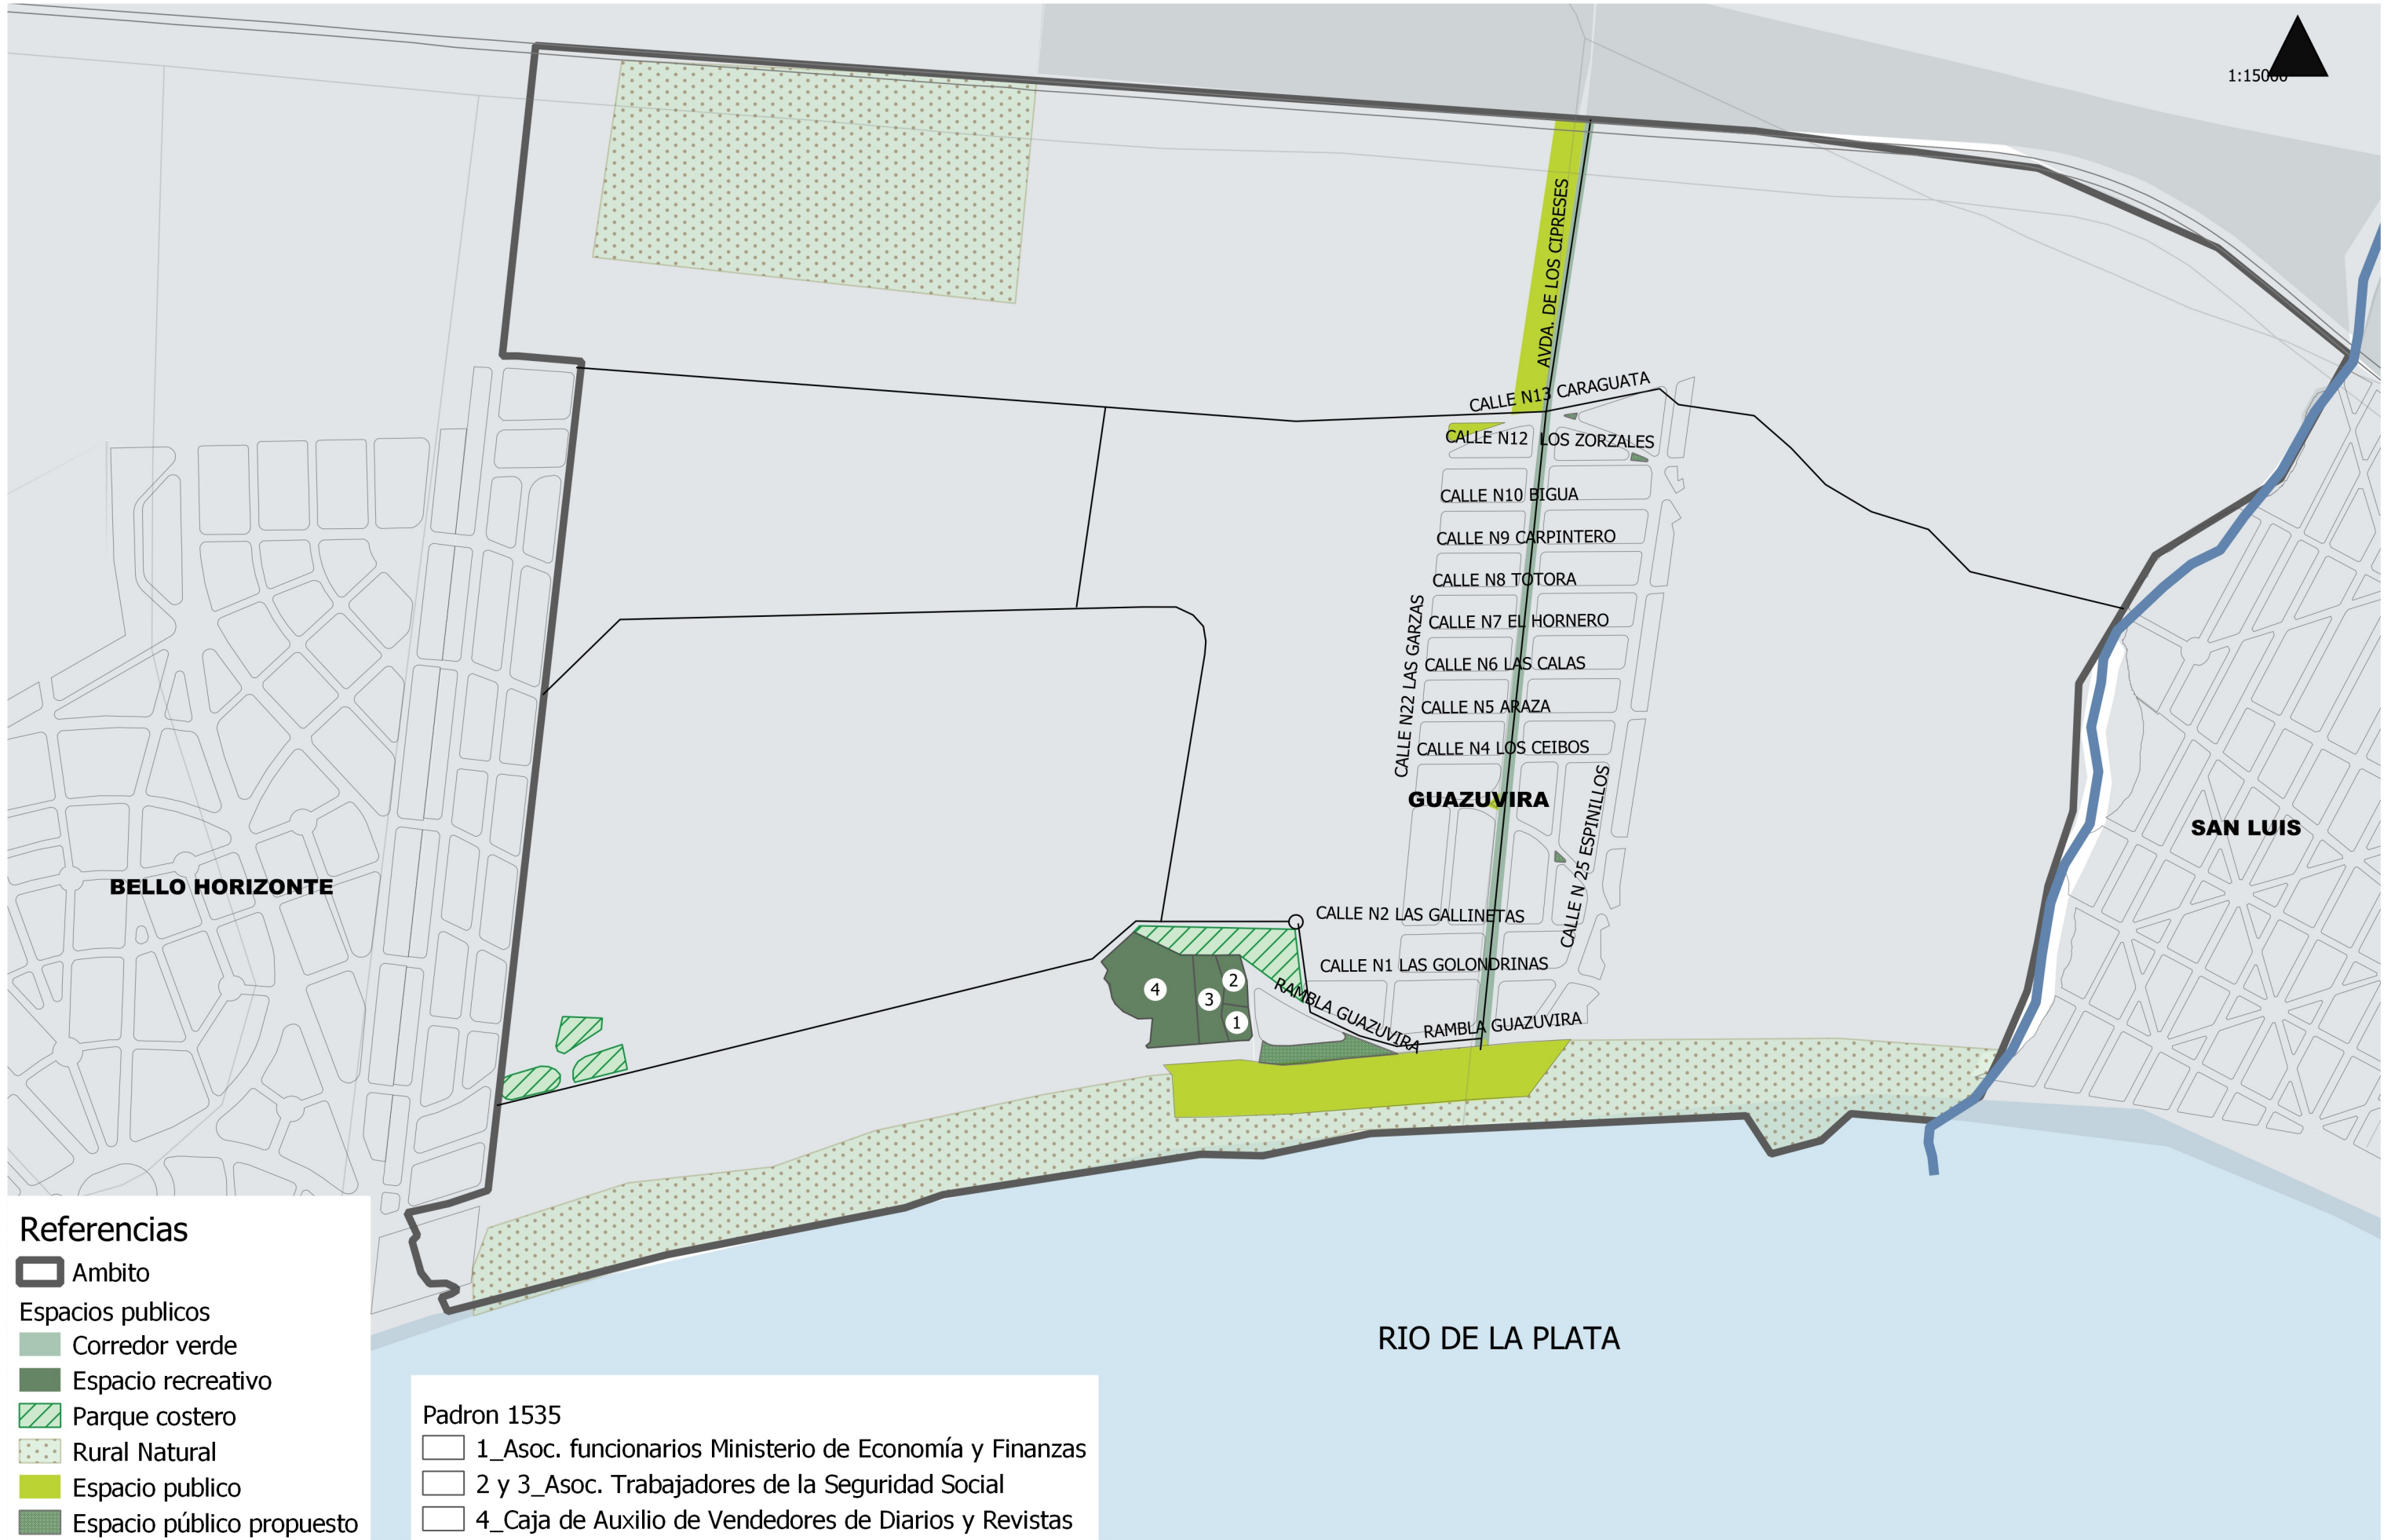 1:15000
AVDA. DE LOS CIPRESES
CALLE N13 CARAGUATA
CALLE N12 LOS ZORZALES
CALLE N10 BIGUA
CALLE N9 CARPINTERO
CALLE N8 TOTORA
CALLE N7 EL HORNERO
CALLE N22 LAS GARZAS
CALLE N6 LAS CALAS
CALLE N5 ARAZA
CALLE N4 LOS CEIBOS
GUAZUVIRA
CALLE N 25 ESPINILLOS
SAN LUIS
BELLO HORIZONTE
CALLE N2 LAS GALLINETAS
CALLE N1 LAS GOLONDRINAS
4
3
2
1
RAMBLA GUAZUVIRA
RAMBLA GUAZUVIRA
RIO DE LA PLATA
Referencias
Ambito
Espacios publicos
Corredor verde
Espacio recreativo
Parque costero
Rural Natural
Espacio publico
Espacio público propuesto
Padron 1535
1_Asoc. funcionarios Ministerio de Economía y Finanzas
2 y 3_Asoc. Trabajadores de la Seguridad Social
4_Caja de Auxilio de Vendedores de Diarios y Revistas